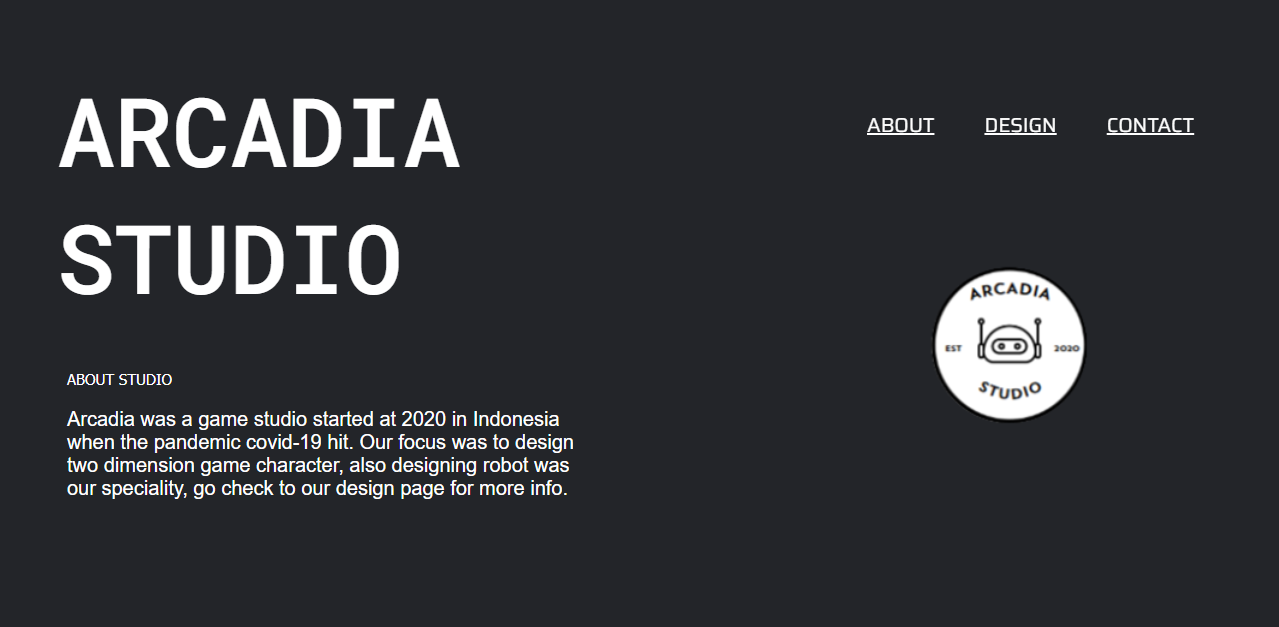 ARCADIA
STUDIO
ABOUT DESIGN CONTACT
ARCADIA
EST 2020
STUDIO
ABOUT STUDIO
Arcadia was a game studio started at 2020 in Indonesia
when the pandemic covid-19 hit. Our focus was to design
two dimension game character, also designing robot was
our speciality, go check to our design page for more info.